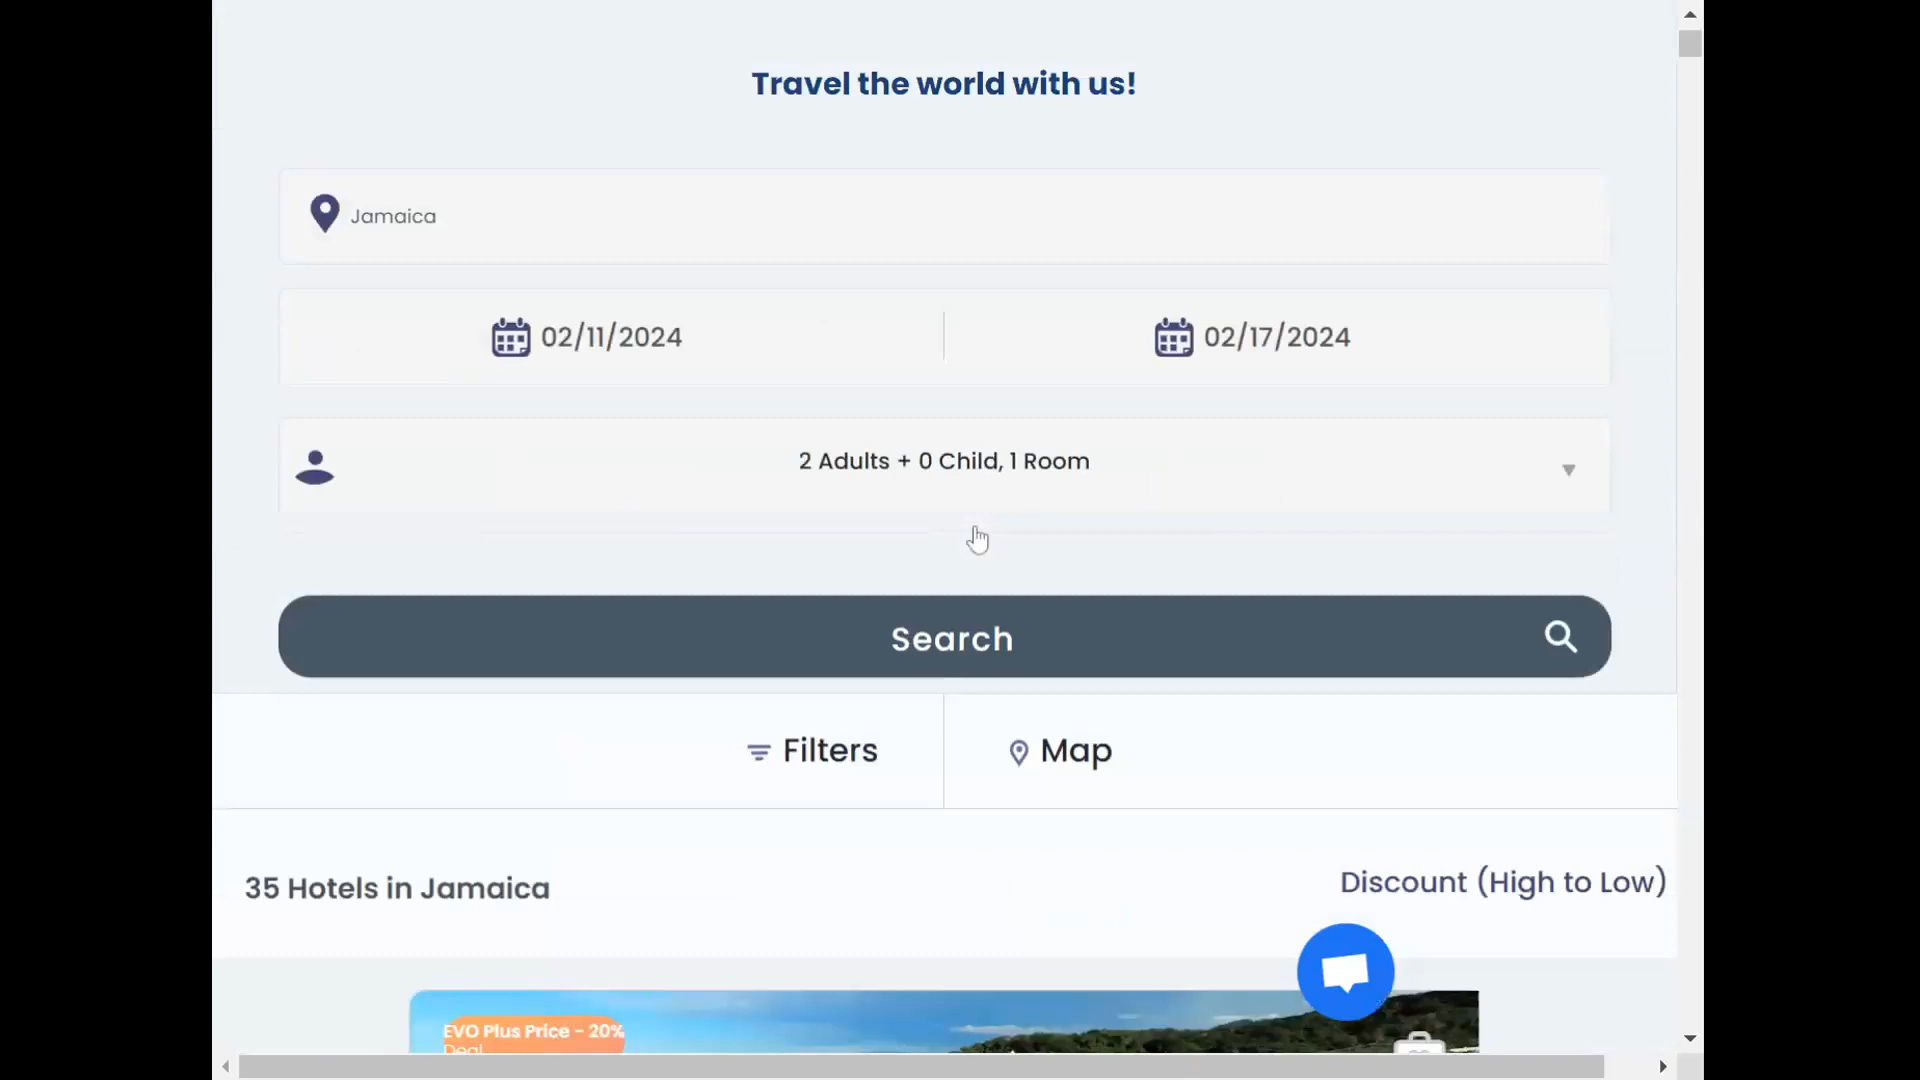 Travel the world with us!
Jamaica
02/11/2024
02/17/2024
2 Adults + 0 Child, 1 Room
Search
Filters
Map
35 Hotels in Jamaica
Discount (High to Low)
EVO Plus Price - 20%
Deal